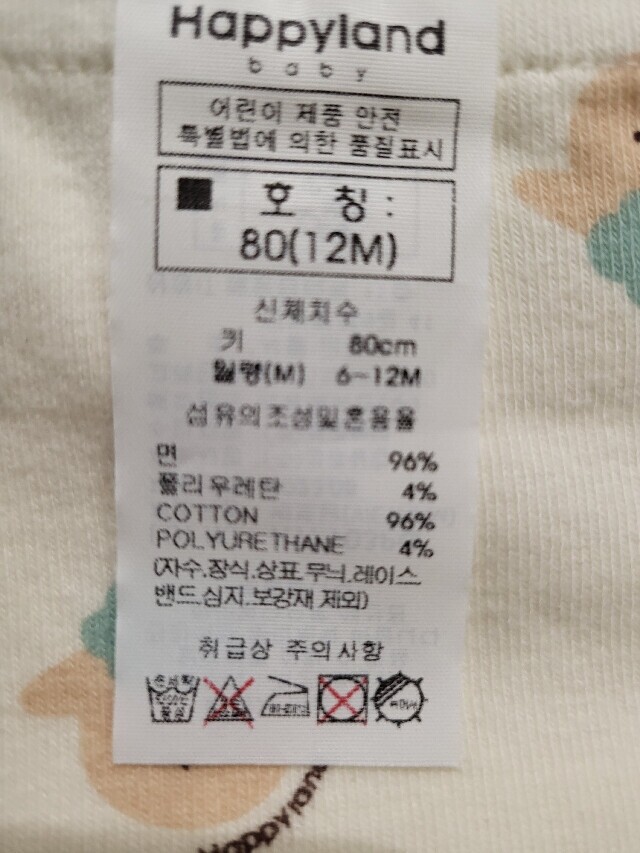 Happyland
baby
어린이 제품 안전
특별법에 의한 품질표시
■ 호 칭 :
80(12M)
신체치수
키 80cm
월령(M) 6~12M
섬유의조성및혼용율
면 96%
폴리우레탄 4%
COTTON 96%
POLYURETHANE 4%
(자수.장식.상표.무늬.레이스
밴드.심지.보강재 제외)
취급상 주의사항
손세탁